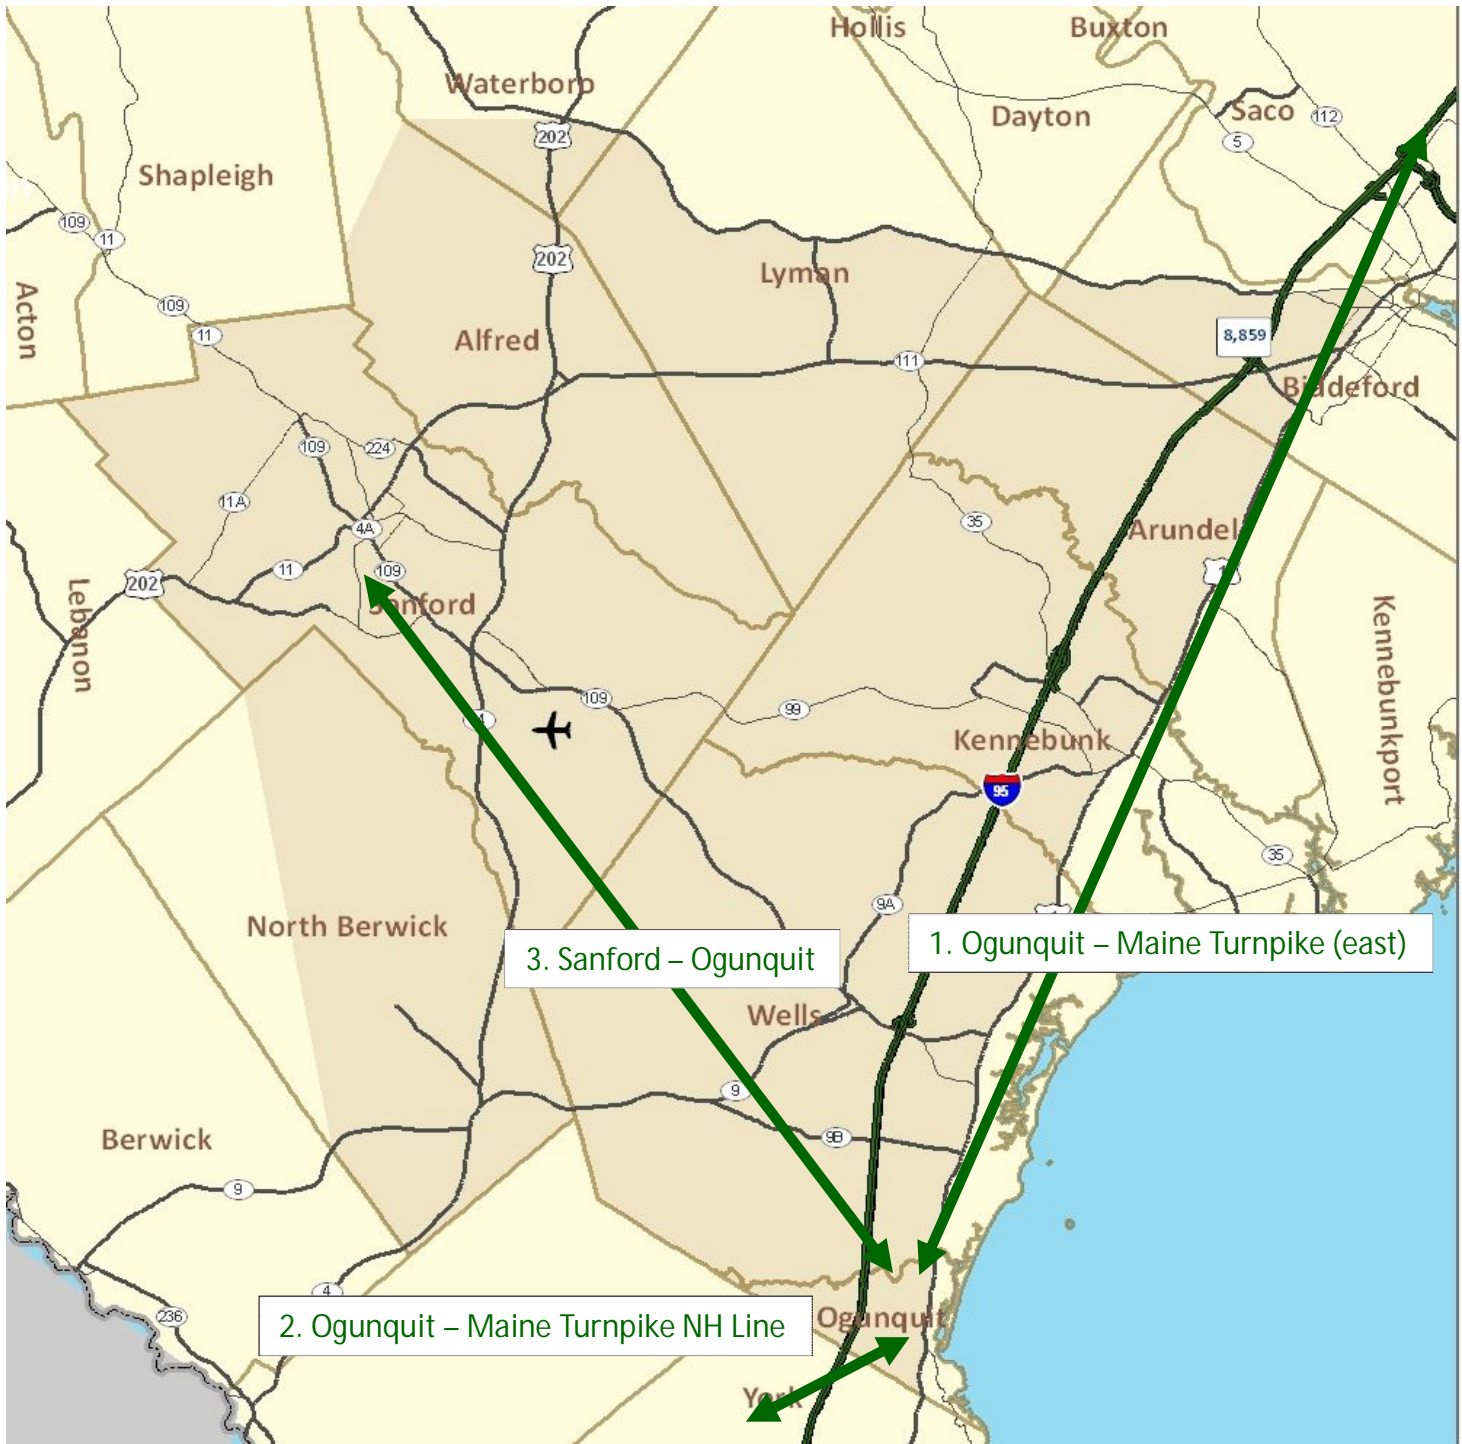 Hollis
Buxton
Waterboro
Dayton
Saco
112
5
202
Shapleigh
109
11
202
Lyman
Acton
109
11
Alfred
8,859
111
Biddeford
109
224
11A
4A
35
Arundel
1
11
109
202
Sanford
Lebanon
Kennebunkport
109
99
4
Kennebunk
95
35
9A
North Berwick
1
3. Sanford – Ogunquit
1. Ogunquit – Maine Turnpike (east)
Wells
9
9B
Berwick
9
4
236
2. Ogunquit – Maine Turnpike NH Line
Ogunquit
York